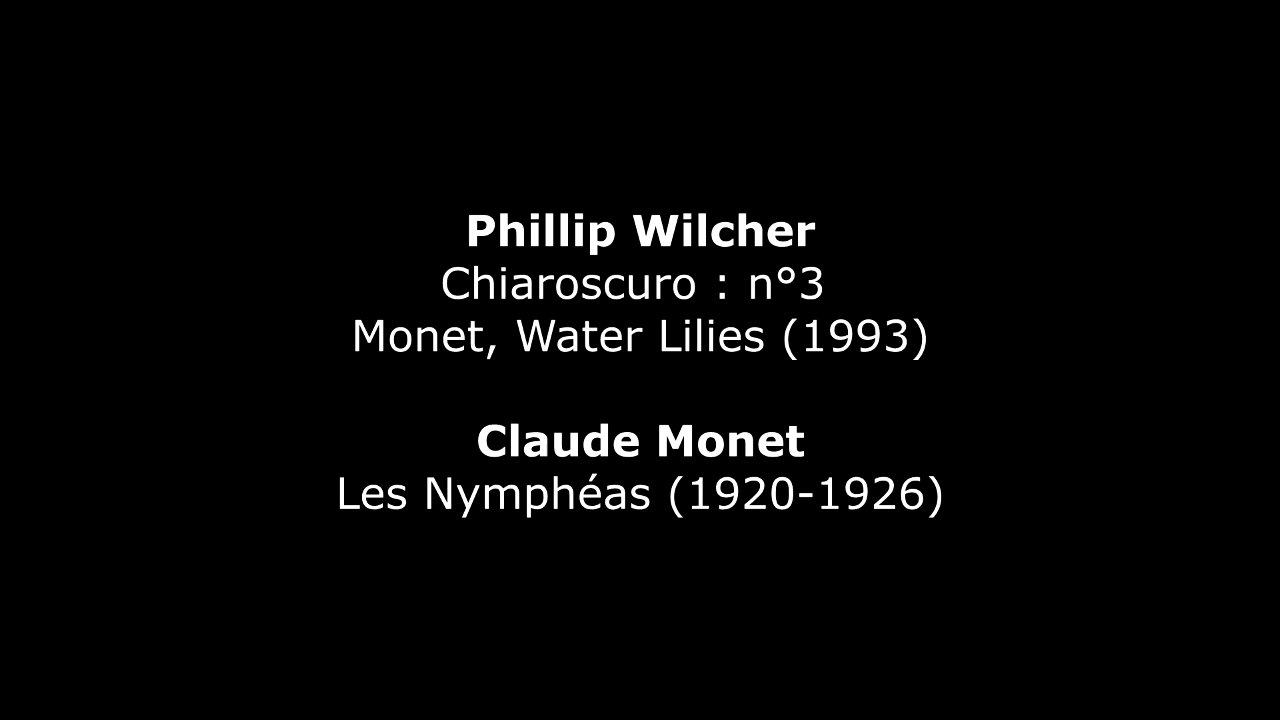 Phillip Wilcher
Chiaroscuro : n°3
Monet, Water Lilies (1993)
Claude Monet
Les Nymphéas (1920-1926)